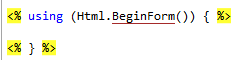 <% using (Html.BeginForm()) { %>
<% } %>